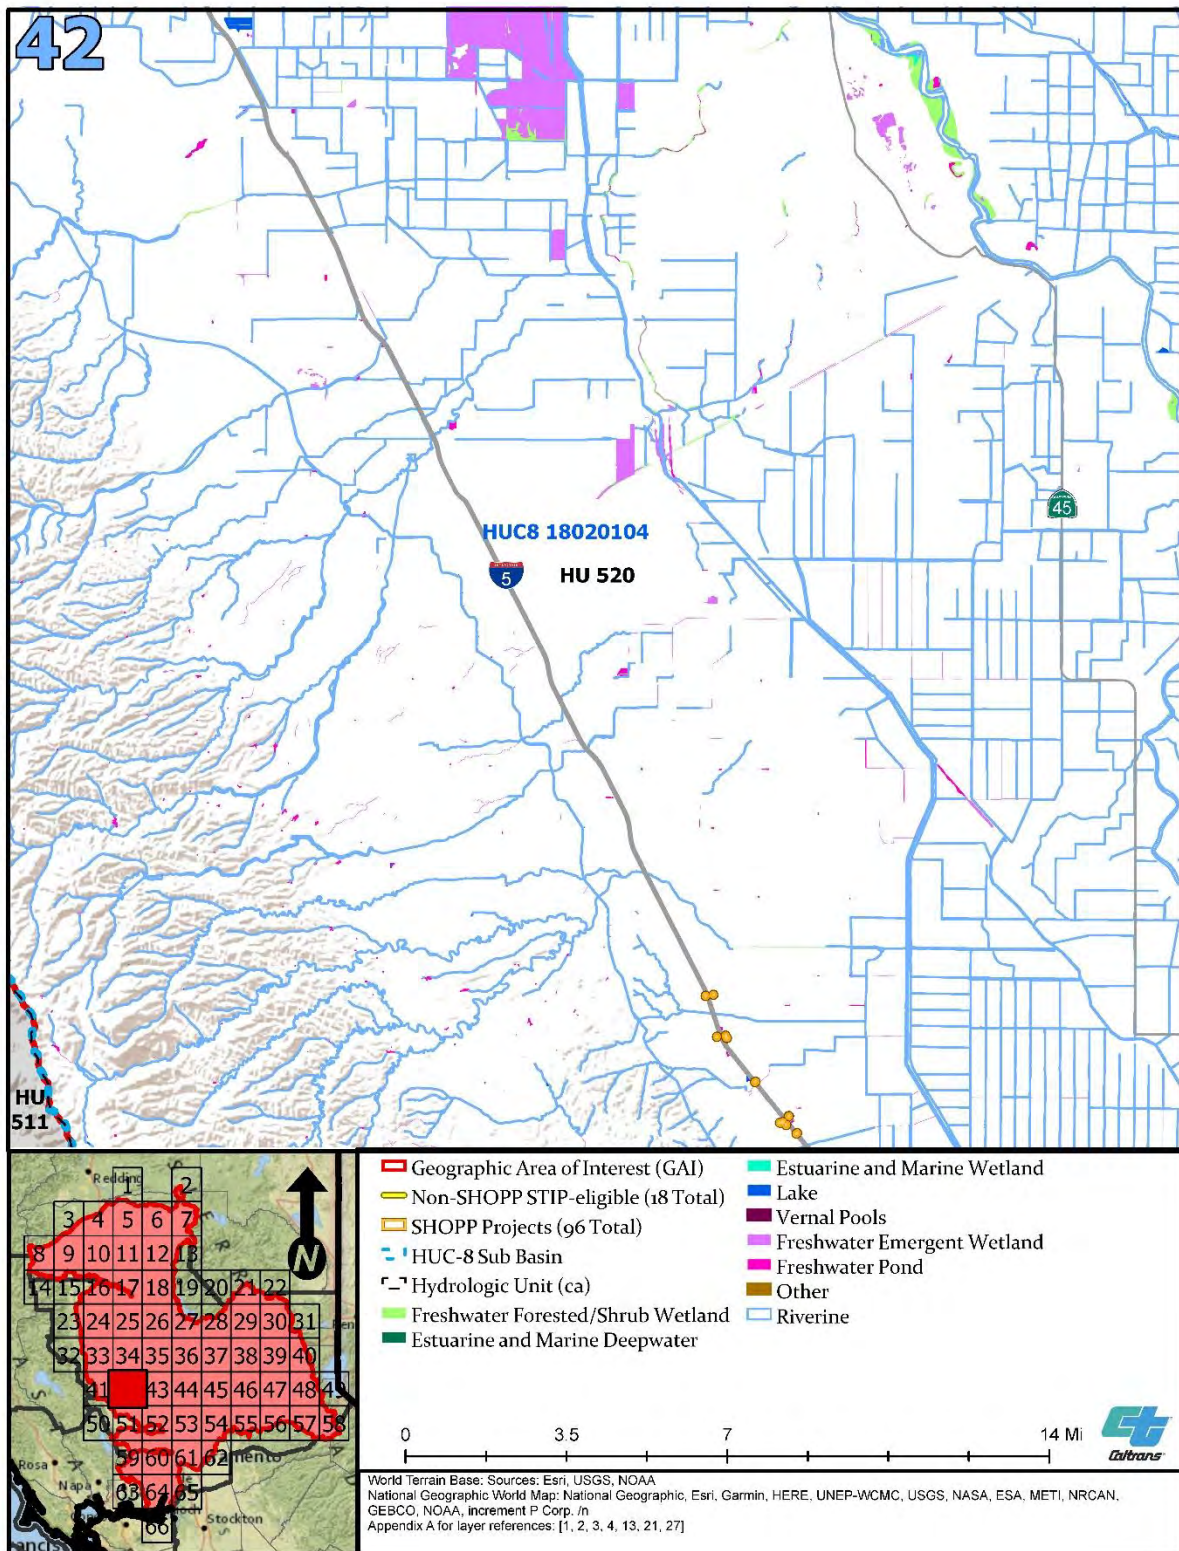 42
45
HUC8 18020104
5
HU 520
HU
511
Redding
1 2
3 4 5 6 7
8 9 10 11 12 13
14 15 16 17 18 19 20 21 22
23 24 25 26 27 28 29 30 31
32 33 34 35 36 37 38 39 40
41 43 44 45 46 47 48 49
50 51 52 53 54 55 56 57 58
59 60 61 62 mento
Rosa
Napa
63 64 65
Stockton
66
N
Geographic Area of Interest (GAI)
Non-SHOPP STIP-eligible (18 Total)
SHOPP Projects (96 Total)
HUC-8 Sub Basin
Hydrologic Unit (ca)
Freshwater Forested/Shrub Wetland
Estuarine and Marine Deepwater
Estuarine and Marine Wetland
Lake
Vernal Pools
Freshwater Emergent Wetland
Freshwater Pond
Other
Riverine
0 3.5 7 14 Mi
ct
Caltrans
World Terrain Base: Sources: Esri, USGS, NOAA
National Geographic World Map: National Geographic, Esri, Garmin, HERE, UNEP-WCMC, USGS, NASA, ESA, METI, NRCAN,
GEBCO, NOAA, increment P Corp. /n
Appendix A for layer references: [1, 2, 3, 4, 13, 21, 27]